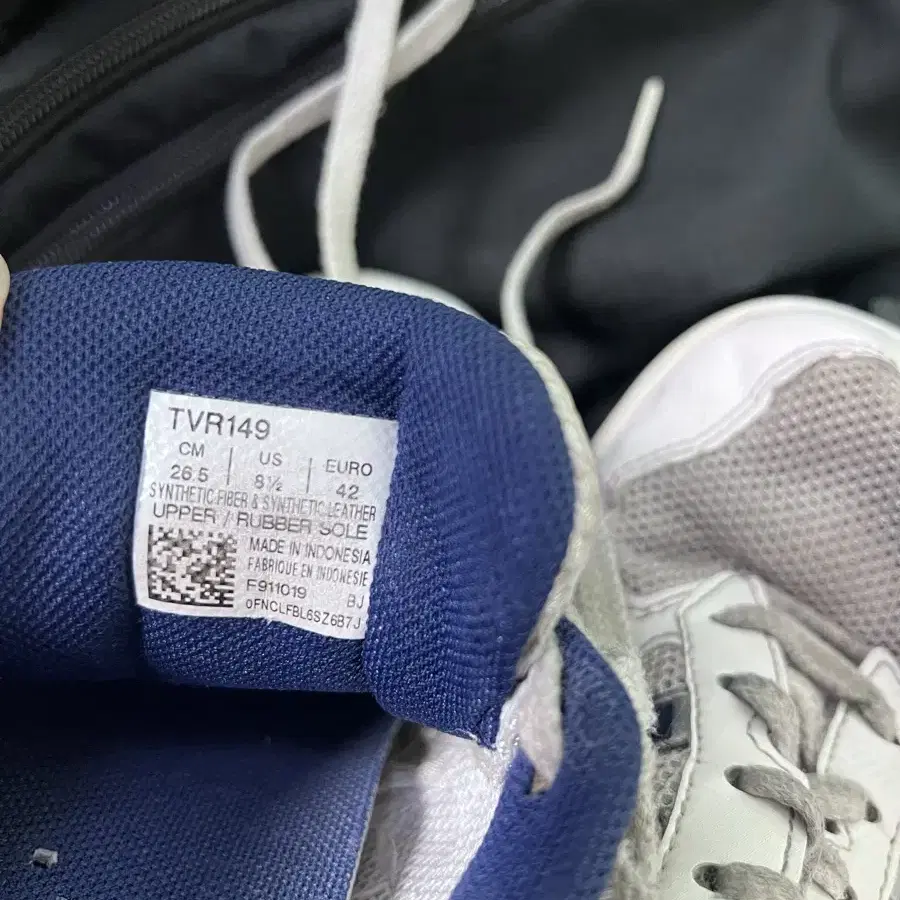 TVR149
CM US EURO
26.5 8½ 42
SYNTHETIC FIBER & SYNTHETIC LEATHER
UPPER / RUBBER SOLE
MADE IN INDONESIA
FABRIQUE EN INDONESIE
F911019 BJ
0FNCLFBL6SZ6B7J